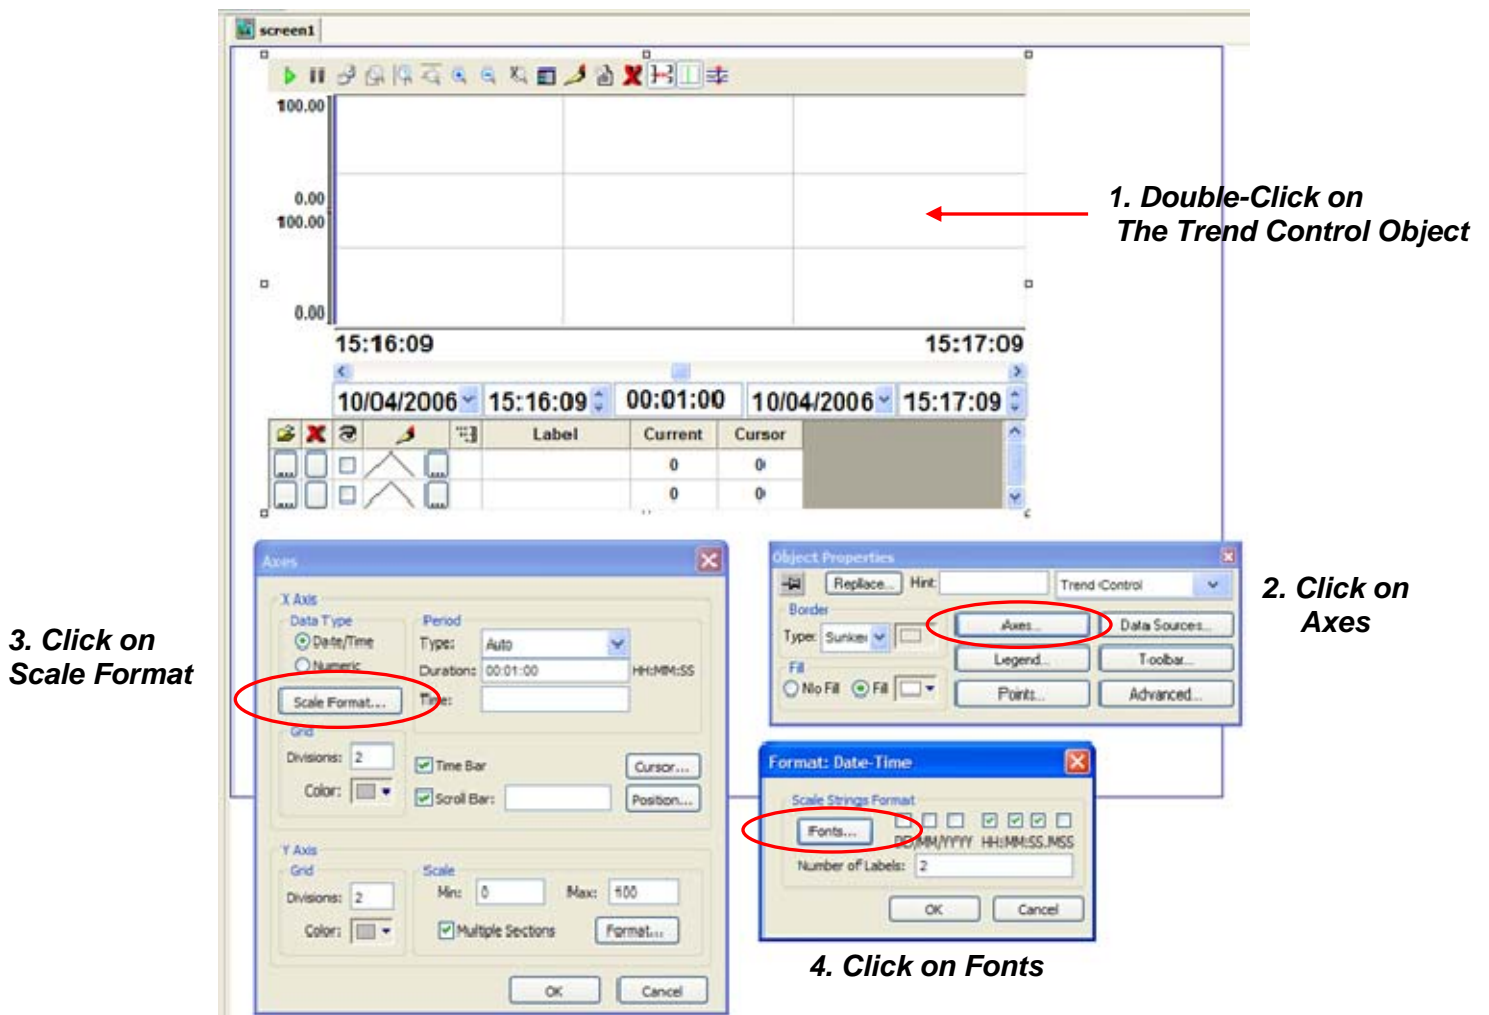 screen1
100.00
0.00
100.00
0.00
1. Double-Click on
The Trend Control Object
15:16:09 15:17:09
10/04/2006 15:16:09 00:01:00 10/04/2006 15:17:09
Label Current Cursor
0 0
0 0
Axes
X Axis
Data Type
Date/Time
Numeric
Scale Format...
Period
Type: Auto
Duration: 00:01:00 HH:MM:SS
Time:
Grid
Divisions: 2
Color:
Time Bar
Scroll Bar:
Cursor...
Position...
Y Axis
Grid
Divisions: 2
Color:
Scale
Min: 0 Max: 100
Multiple Sections Format...
OK Cancel
3. Click on
Scale Format
Object Properties
Replace... Hint: Trend Control
Border
Type: Sunken
Fill
No Fill Fill
Axes... Data Sources...
Legend... Toolbar...
Points... Advanced...
2. Click on
Axes
Format: Date-Time
Scale Strings Format
Fonts...
DD/MM/YYYY HH:MM:SS.MSS
Number of Labels: 2
OK Cancel
4. Click on Fonts